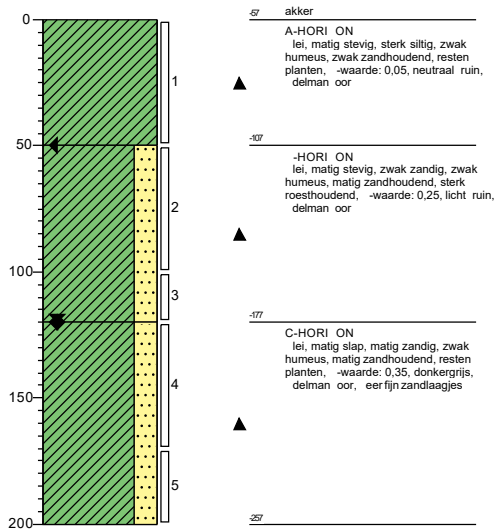 0
50
100
150
200
1
2
3
4
5
-57 akker
A-HORI ON
lei, matig stevig, sterk siltig, zwak
humeus, zwak zandhoudend, resten
planten, -waarde: 0,05, neutraal ruin,
delman oor
-107
-HORI ON
lei, matig stevig, zwak zandig, zwak
humeus, matig zandhoudend, sterk
roesthoudend, -waarde: 0,25, licht ruin,
delman oor
-177
C-HORI ON
lei, matig slap, matig zandig, zwak
humeus, matig zandhoudend, resten
planten, -waarde: 0,35, donkergrijs,
delman oor, eer fijn zandlaagjes
-257